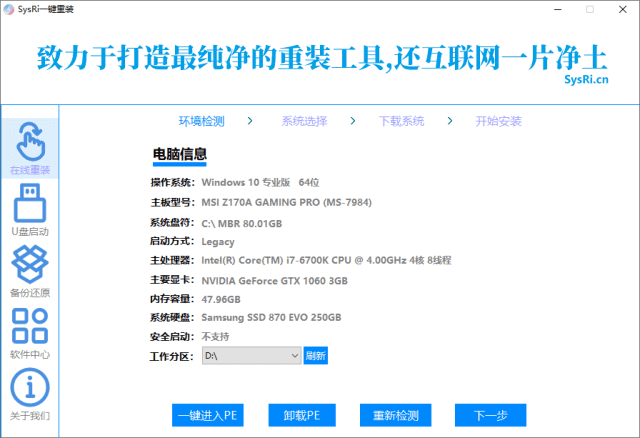 SysRi一键重装
致力于打造最纯净的重装工具,还互联网一片净土
SysRi.cn
环境检测 > 系统选择 > 下载系统 > 开始安装
在线重装
U盘启动
备份还原
软件中心
关于我们
电脑信息
操作系统: Windows 10 专业版 64位
主板型号: MSI Z170A GAMING PRO (MS-7984)
系统盘符: C:\ MBR 80.01GB
启动方式: Legacy
主处理器: Intel(R) Core(TM) i7-6700K CPU @ 4.00GHz 4核 8线程
主要显卡: NVIDIA GeForce GTX 1060 3GB
内存容量: 47.96GB
系统硬盘: Samsung SSD 870 EVO 250GB
安全启动: 不支持
工作分区: D:\ 刷新
一键进入PE 卸载PE 重新检测 下一步